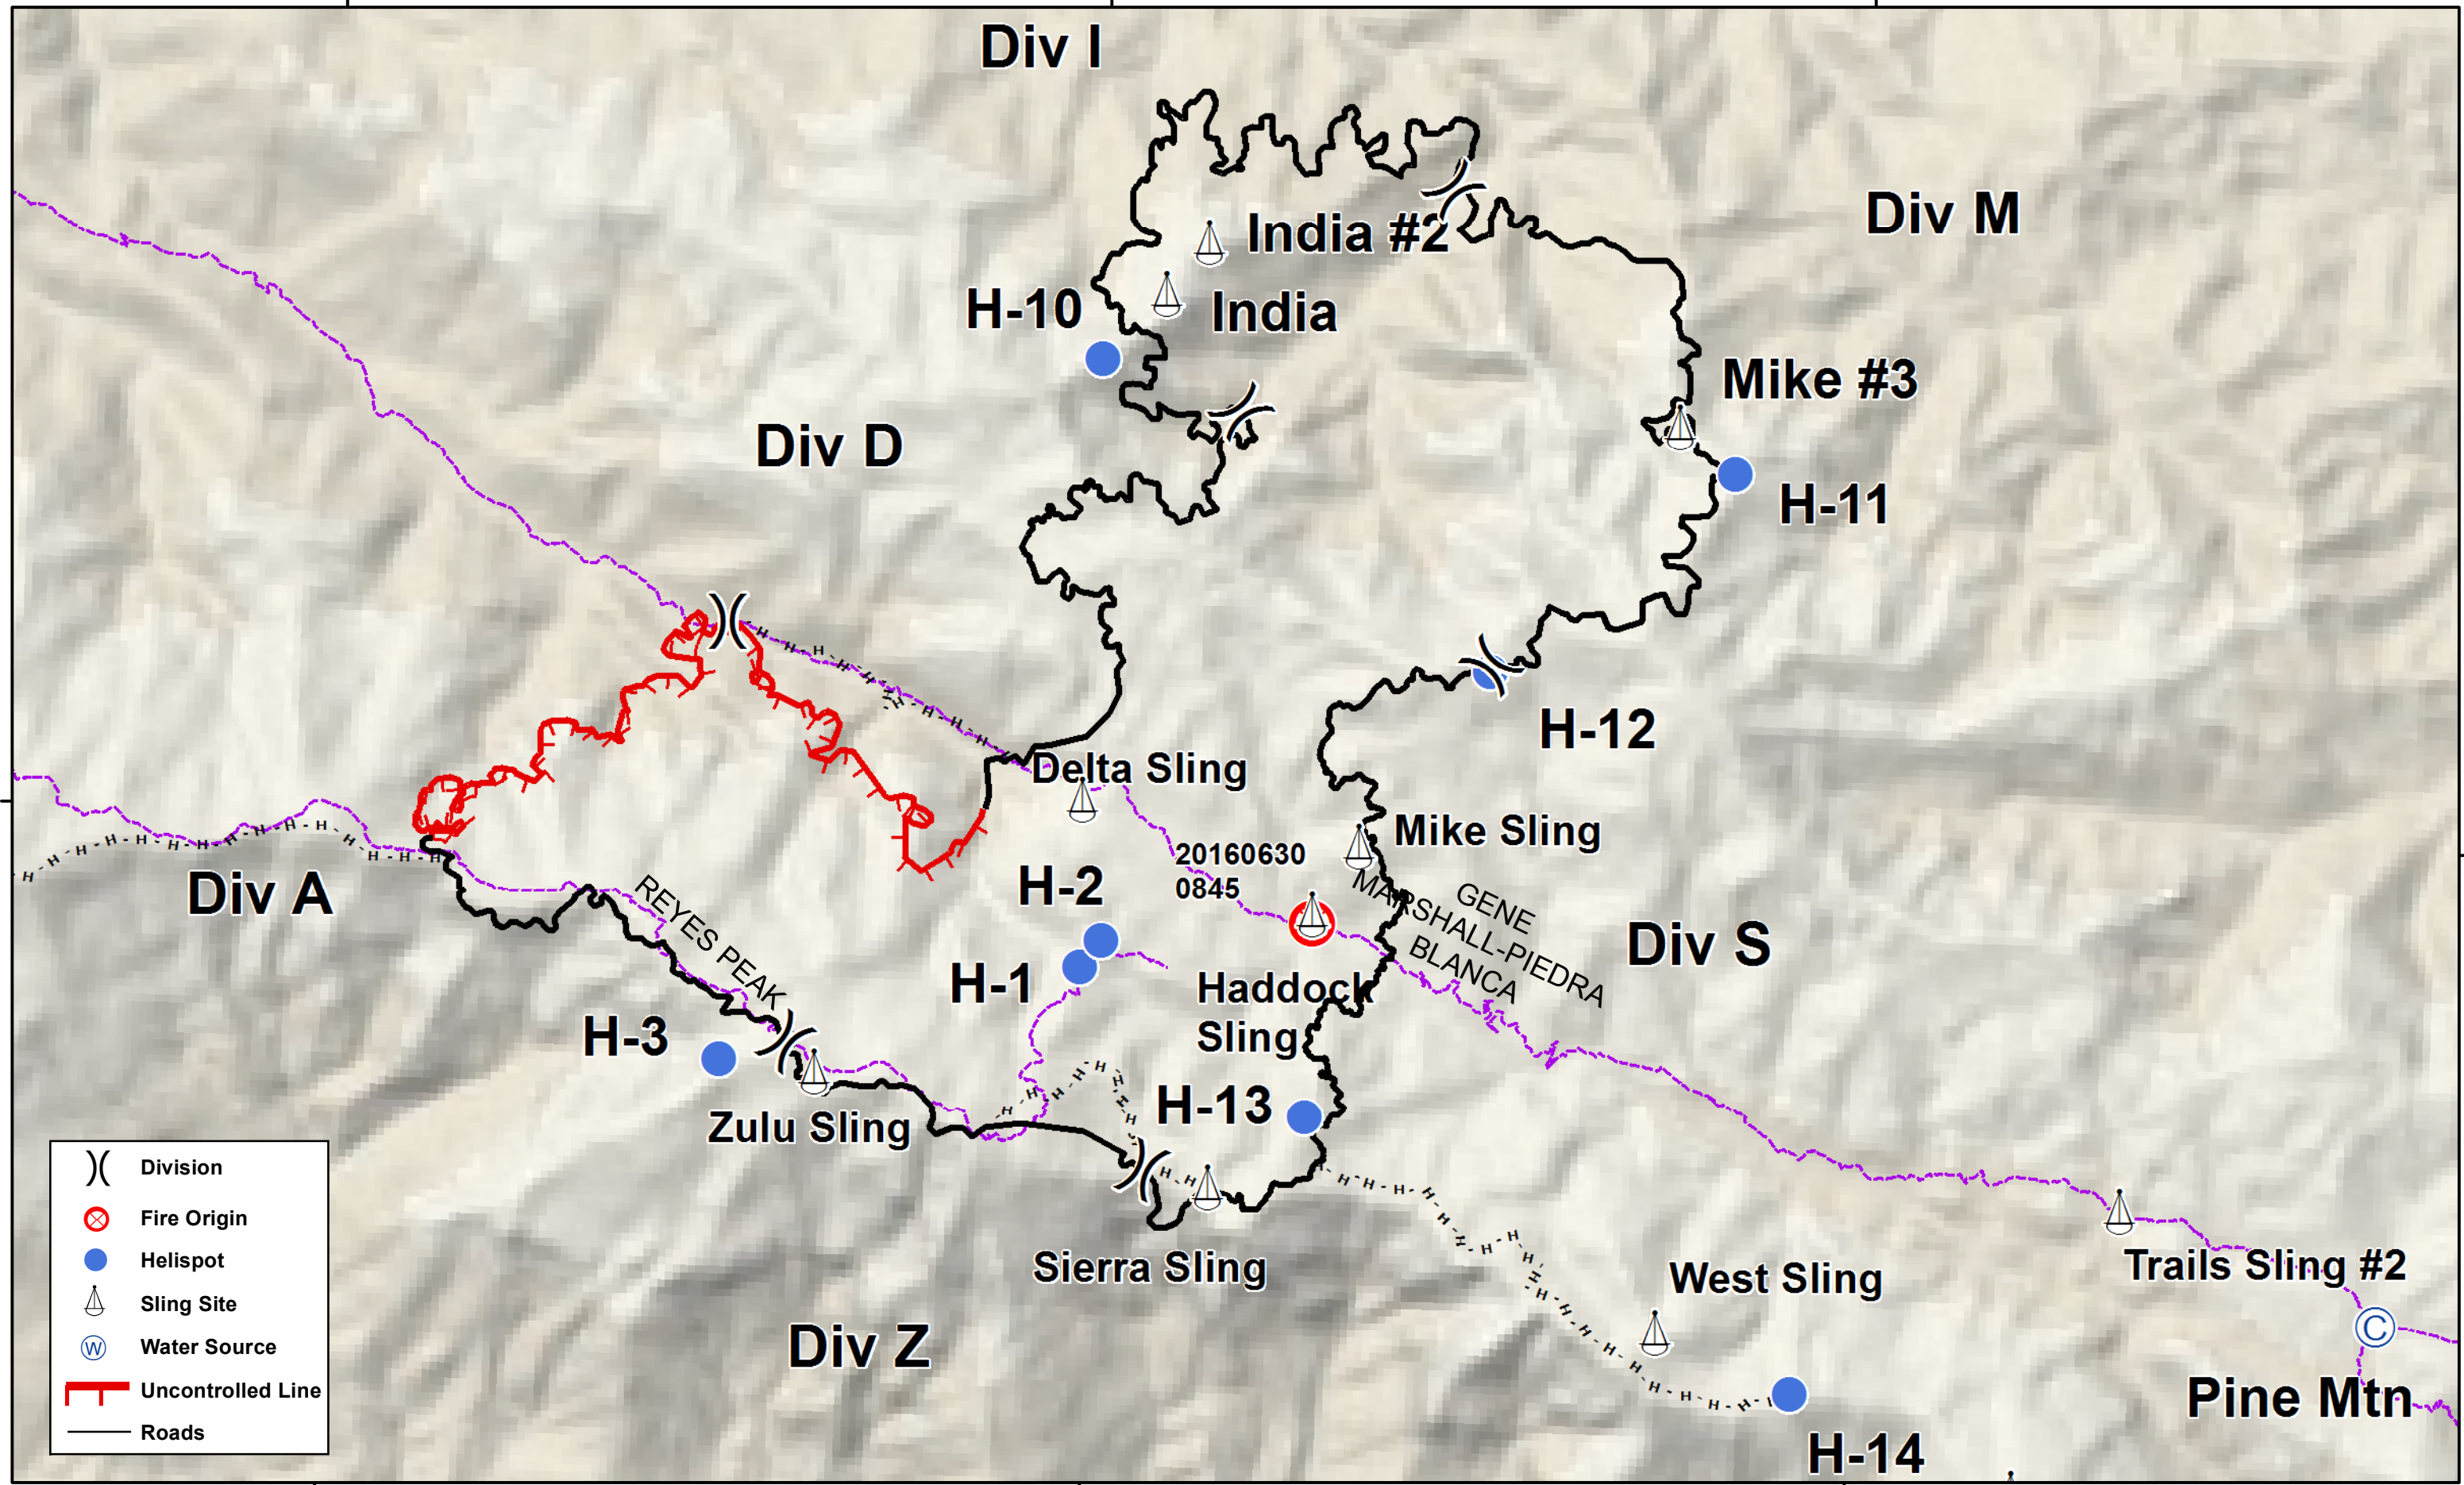 Div I
Div M
India #2
H-10
India
Mike #3
Div D
H-11
H-12
Delta Sling
Mike Sling
20160630
0845
Div A
REYES PEAK
H-2
GENE
MARSHALL-PIEDRA
BLANCA
Div S
H-1
Haddock
Sling
H-3
H-13
Zulu Sling
Sierra Sling
West Sling
Trails Sling #2
C
Div Z
Pine Mtn
H-14
Division
Fire Origin
Helispot
Sling Site
W
Water Source
Uncontrolled Line
Roads